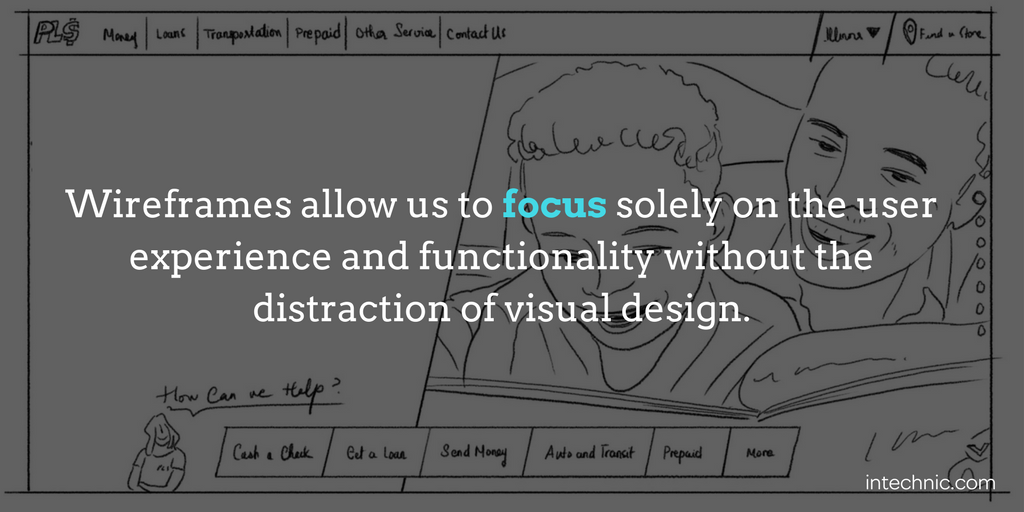 PLS Money Loans Transportation Prepaid Other Service Contact Us Illinois Find a Store
Wireframes allow us to focus solely on the user
experience and functionality without the
distraction of visual design.
How Can we Help?
Cash a Check Get a Loan Send Money Auto and Transit Prepaid More
PLS
intechnic.com